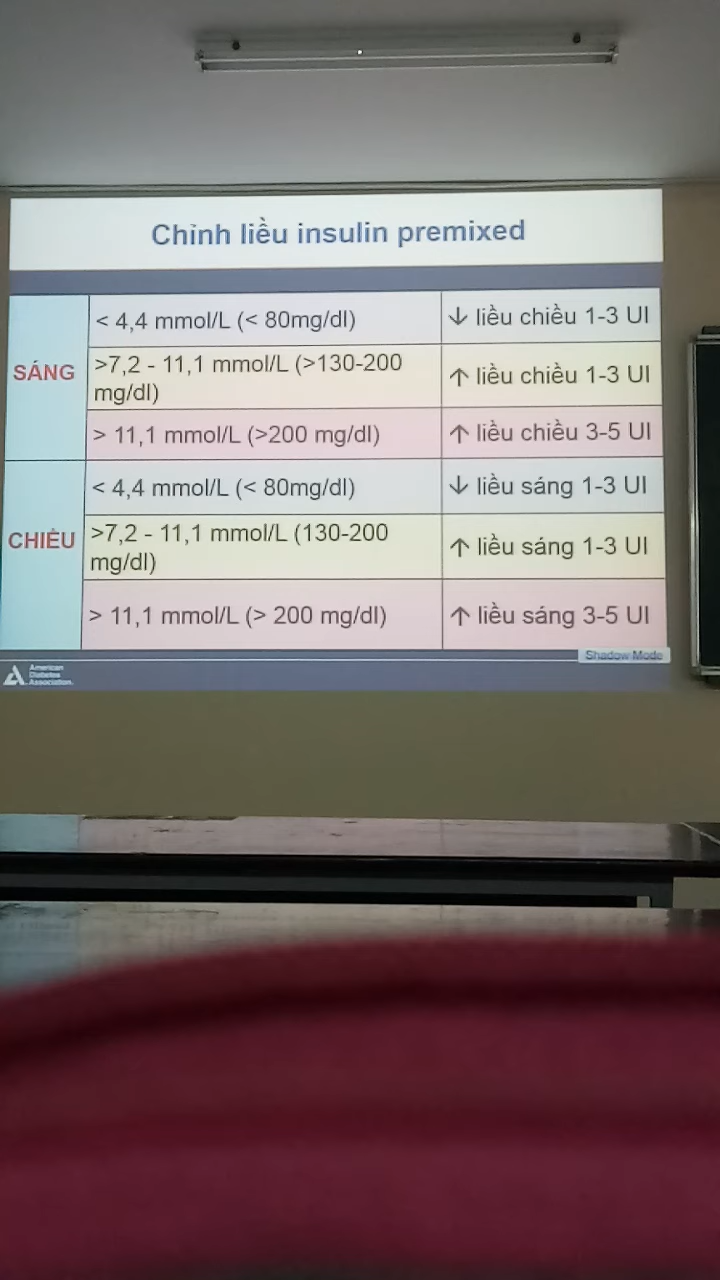 Chỉnh liều insulin premixed
SÁNG
< 4,4 mmol/L (< 80mg/dl)
↓ liều chiều 1-3 UI
>7,2 - 11,1 mmol/L (>130-200
mg/dl)
↑ liều chiều 1-3 UI
> 11,1 mmol/L (>200 mg/dl)
↑ liều chiều 3-5 UI
CHIỀU
< 4,4 mmol/L (< 80mg/dl)
↓ liều sáng 1-3 UI
>7,2 - 11,1 mmol/L (130-200
mg/dl)
↑ liều sáng 1-3 UI
> 11,1 mmol/L (> 200 mg/dl)
↑ liều sáng 3-5 UI
Shadow Mode
American
Diabetes
Association.